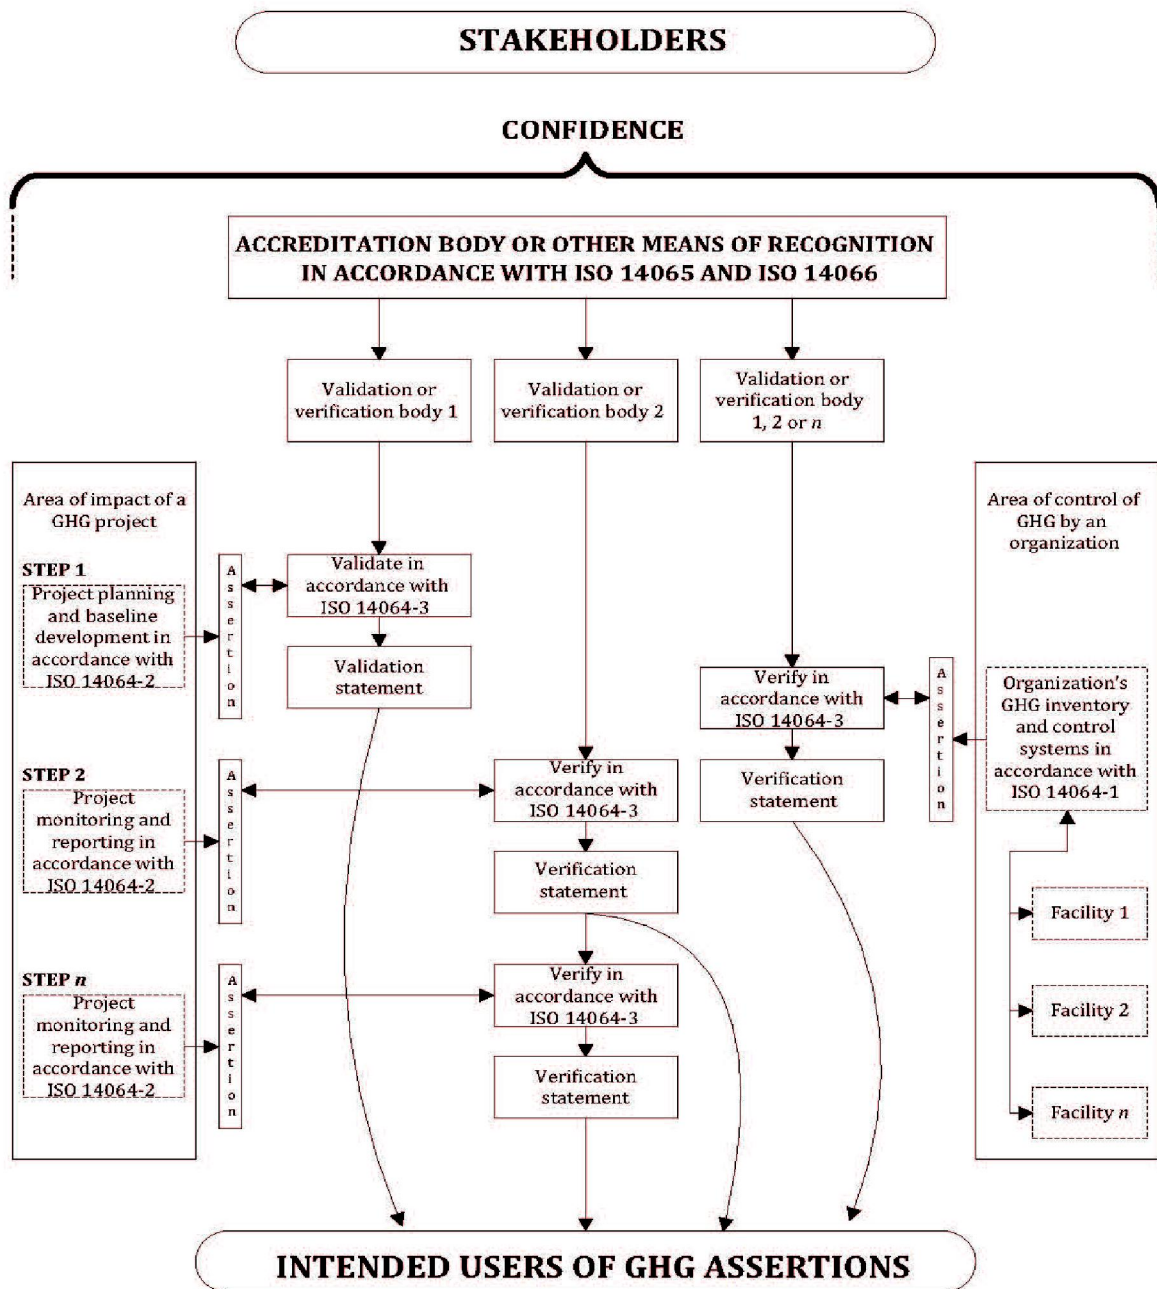 STAKEHOLDERS
CONFIDENCE
ACCREDITATION BODY OR OTHER MEANS OF RECOGNITION
IN ACCORDANCE WITH ISO 14065 AND ISO 14066
Validation or
verification body 1
Validation or
verification body 2
Validation or
verification body
1, 2 or n
Area of impact of a
GHG project
STEP 1
Project planning
and baseline
development in
accordance with
ISO 14064-2
Assertion
Validate in
accordance with
ISO 14064-3
Validation
statement
STEP 2
Project
monitoring and
reporting in
accordance with
ISO 14064-2
Assertion
Verify in
accordance with
ISO 14064-3
Verification
statement
STEP n
Project
monitoring and
reporting in
accordance with
ISO 14064-2
Assertion
Verify in
accordance with
ISO 14064-3
Verification
statement
Verify in
accordance with
ISO 14064-3
Verification
statement
Assertion
Area of control of
GHG by an
organization
Organization's
GHG inventory
and control
systems in
accordance with
ISO 14064-1
Facility 1
Facility 2
Facility n
INTENDED USERS OF GHG ASSERTIONS